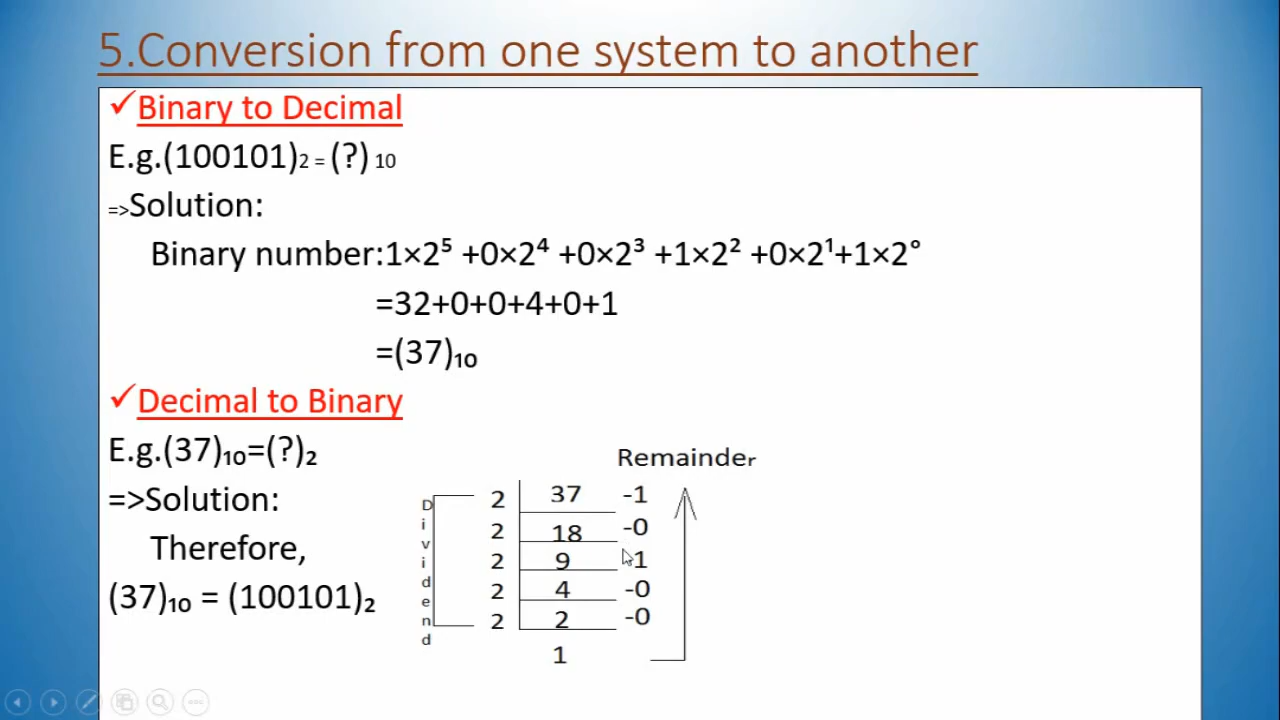 5.Conversion from one system to another
✓Binary to Decimal
E.g.(100101)₂ = (?) ₁₀
=>Solution:
Binary number:1×2⁵ +0×2⁴ +0×2³ +1×2² +0×2¹+1×2°
=32+0+0+4+0+1
=(37)₁₀
✓Decimal to Binary
E.g.(37)₁₀=(?)₂
=>Solution:
Therefore,
(37)₁₀ = (100101)₂
Remainder
Dividend
2 37 -1
2 18 -0
2 9 -1
2 4 -0
2 2 -0
1